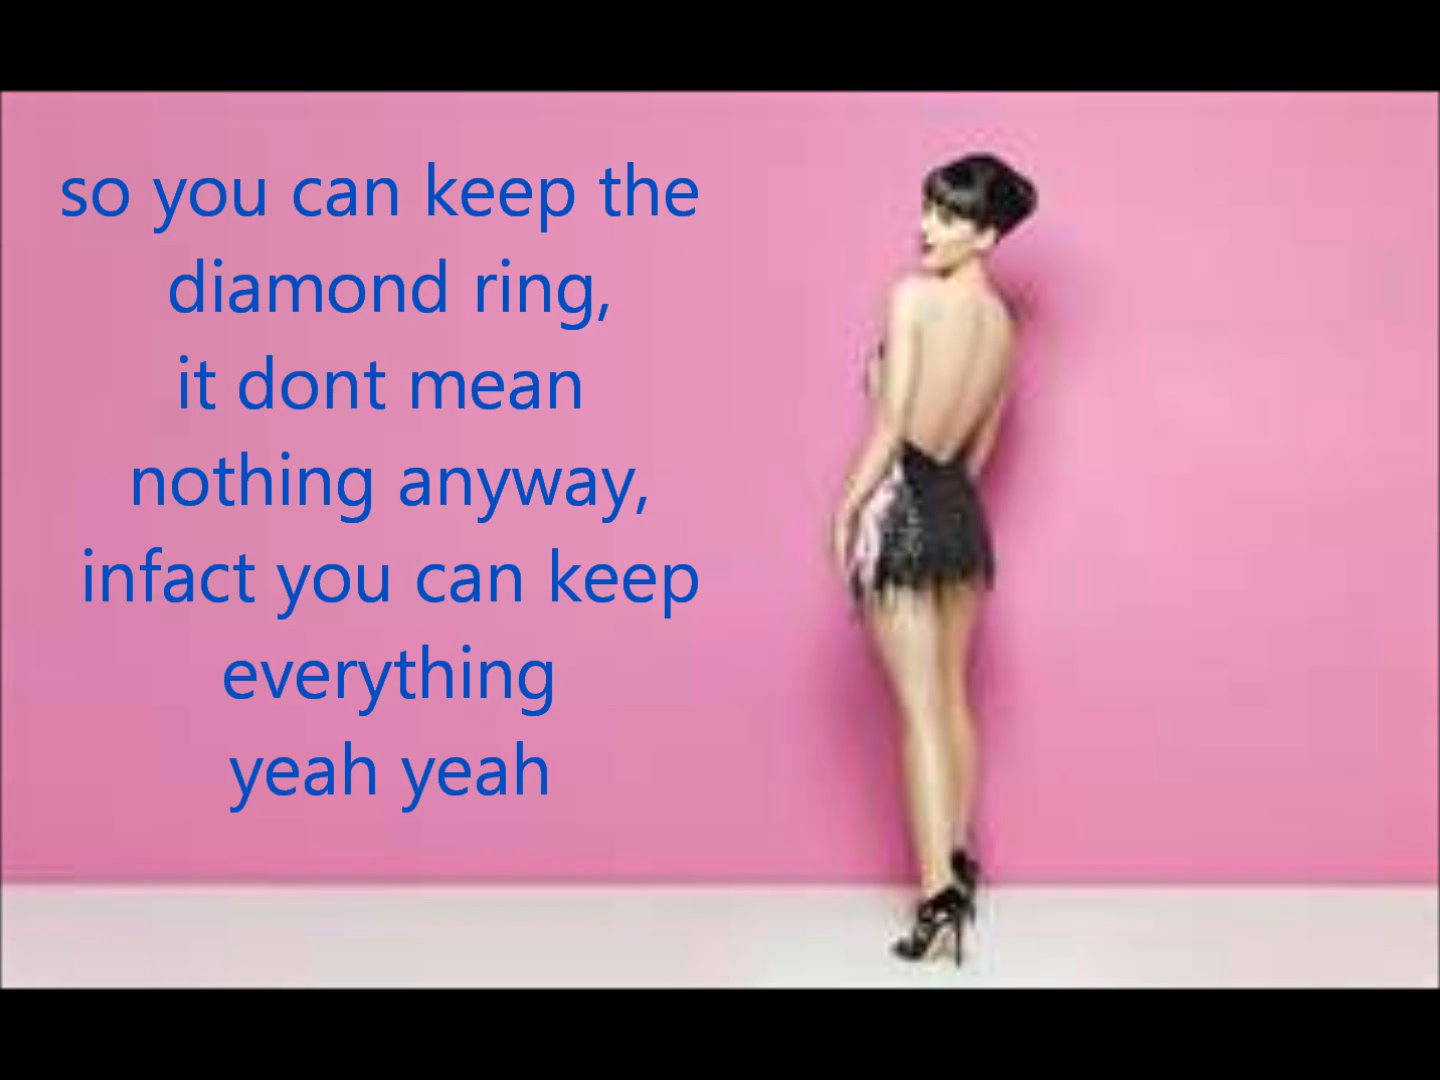 so you can keep the
diamond ring,
it dont mean
nothing anyway,
infact you can keep
everything
yeah yeah